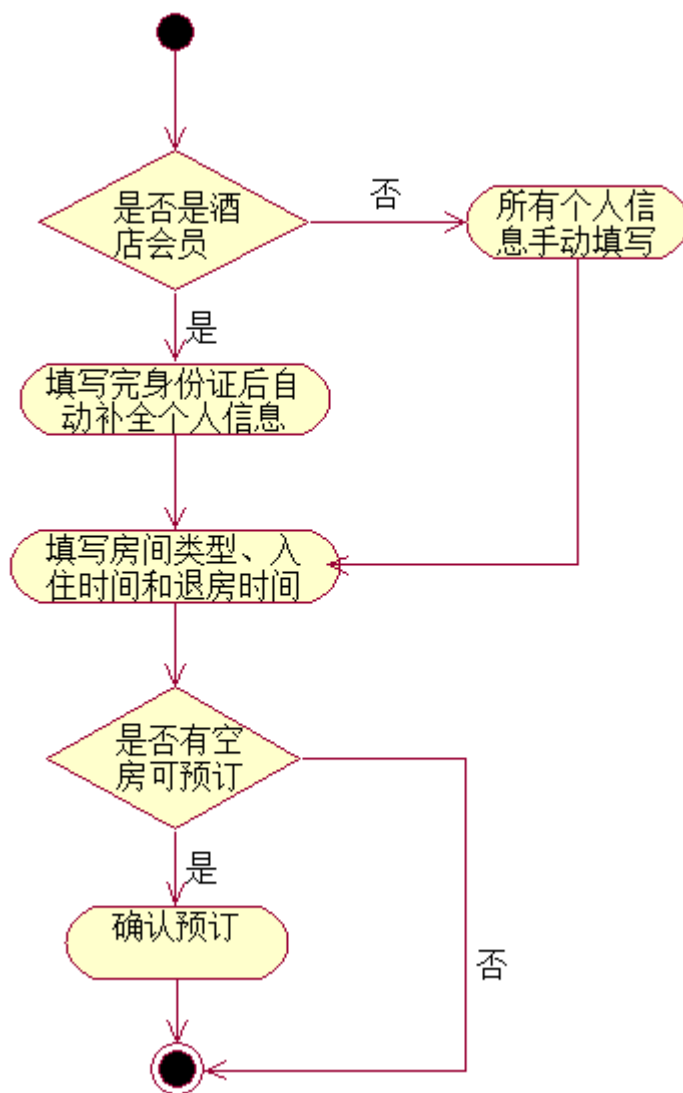 是否是酒
店会员
否
所有个人信
息手动填写
是
填写完身份证后自
动补全个人信息
填写房间类型、入
住时间和退房时间
是否有空
房可预订
是
确认预订
否